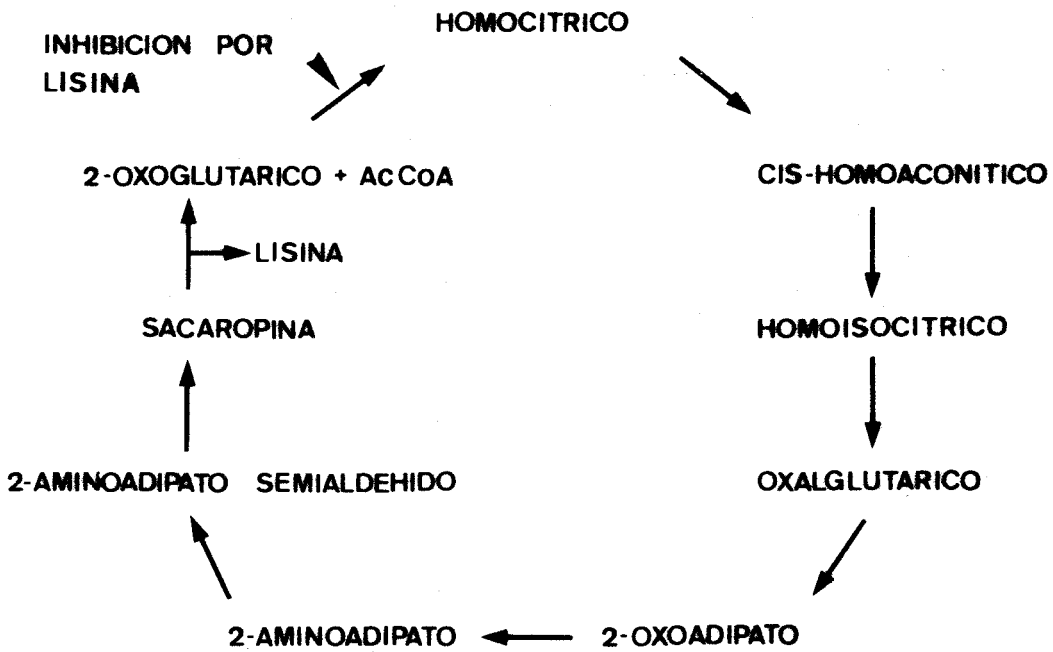 HOMOCITRICO
INHIBICION POR
LISINA
2-OXOGLUTARICO + AcCoA
CIS-HOMOACONITICO
LISINA
SACAROPINA
HOMOISOCITRICO
2-AMINOADIPATO SEMIALDEHIDO
OXALGLUTARICO
2-AMINOADIPATO
2-OXOADIPATO